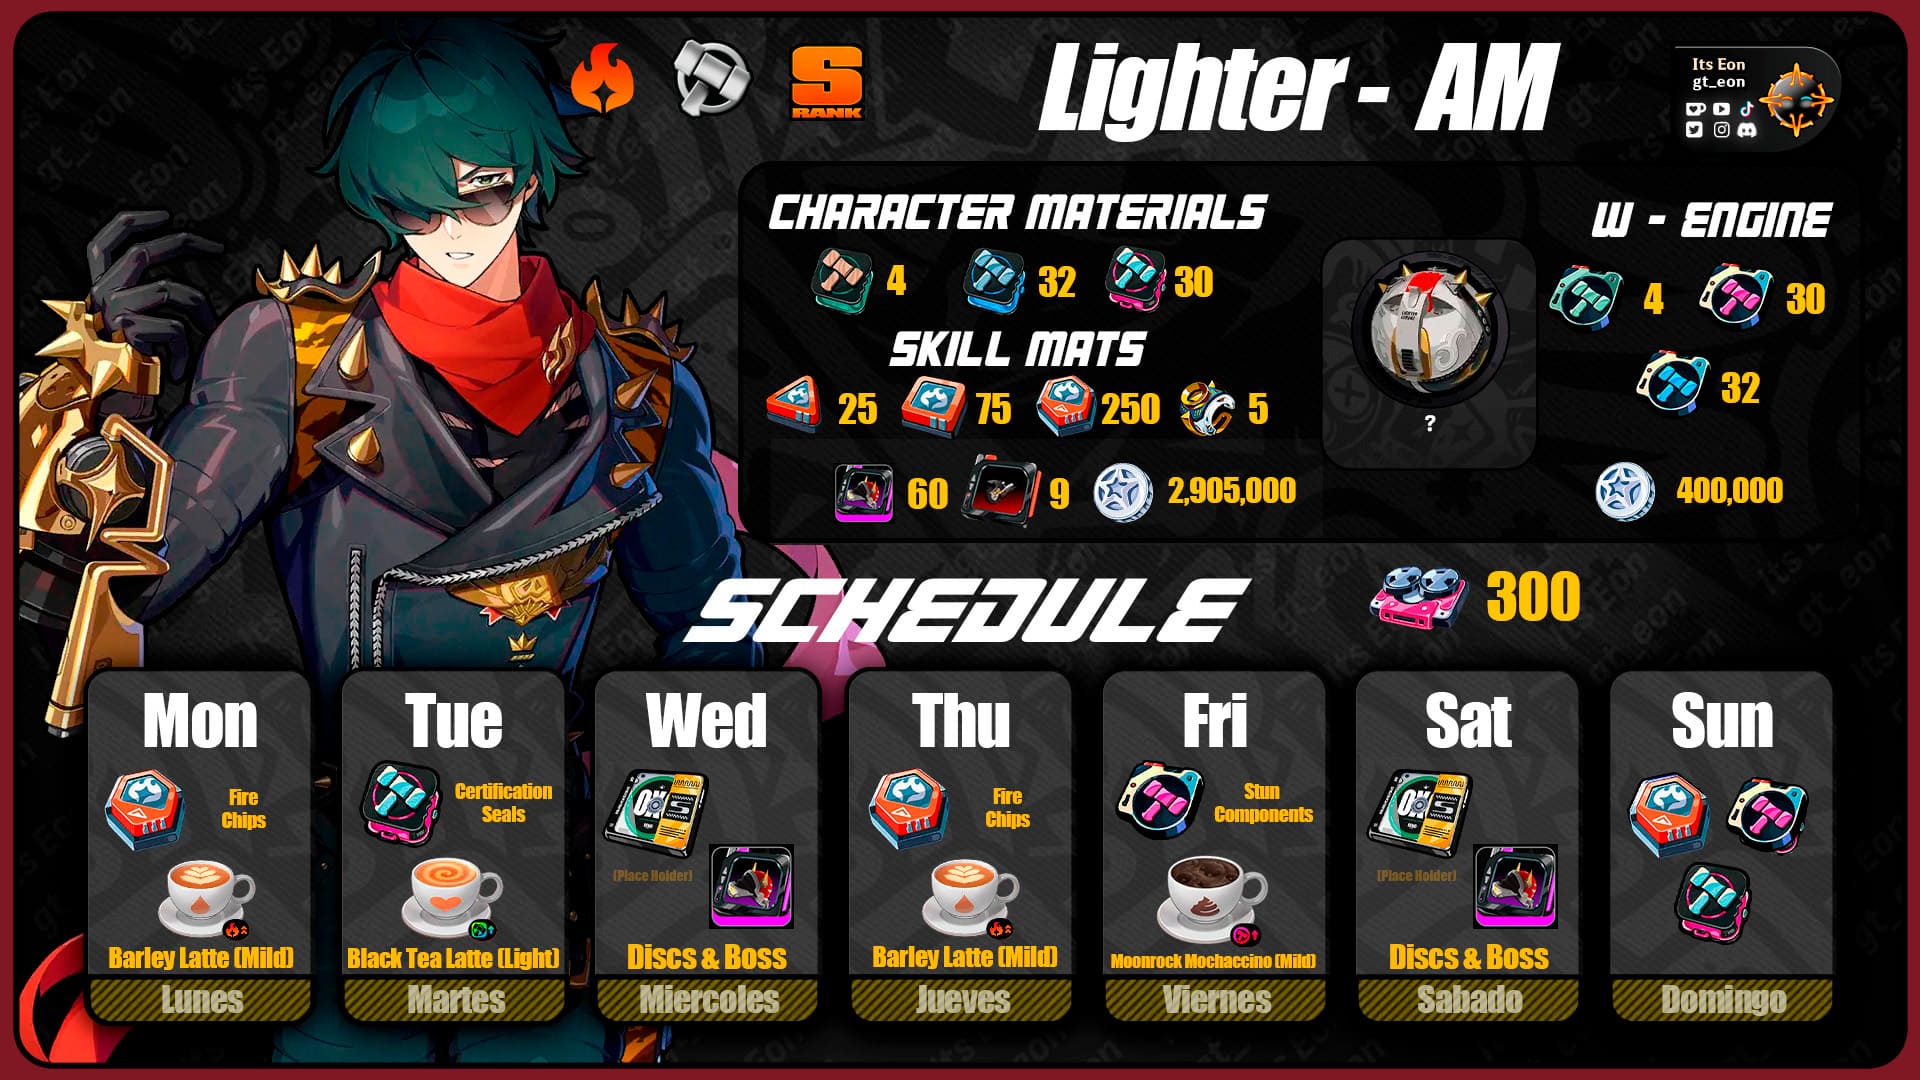 S
RANK
Lighter - AM
Its Eon
gt_eon
CHARACTER MATERIALS
4
32
30
SKILL MATS
25
75
250
5
60
9
2,905,000
?
W - ENGINE
4
30
32
400,000
SCHEDULE
300
Mon
Fire
Chips
Barley Latte (Mild)
Lunes
Tue
Certification
Seals
Black Tea Latte (Light)
Martes
Wed
(Place Holder)
Discs & Boss
Miercoles
Thu
Fire
Chips
Barley Latte (Mild)
Jueves
Fri
Stun
Components
Moonrock Mochaccino (Mild)
Viernes
Sat
(Place Holder)
Discs & Boss
Sabado
Sun
Domingo